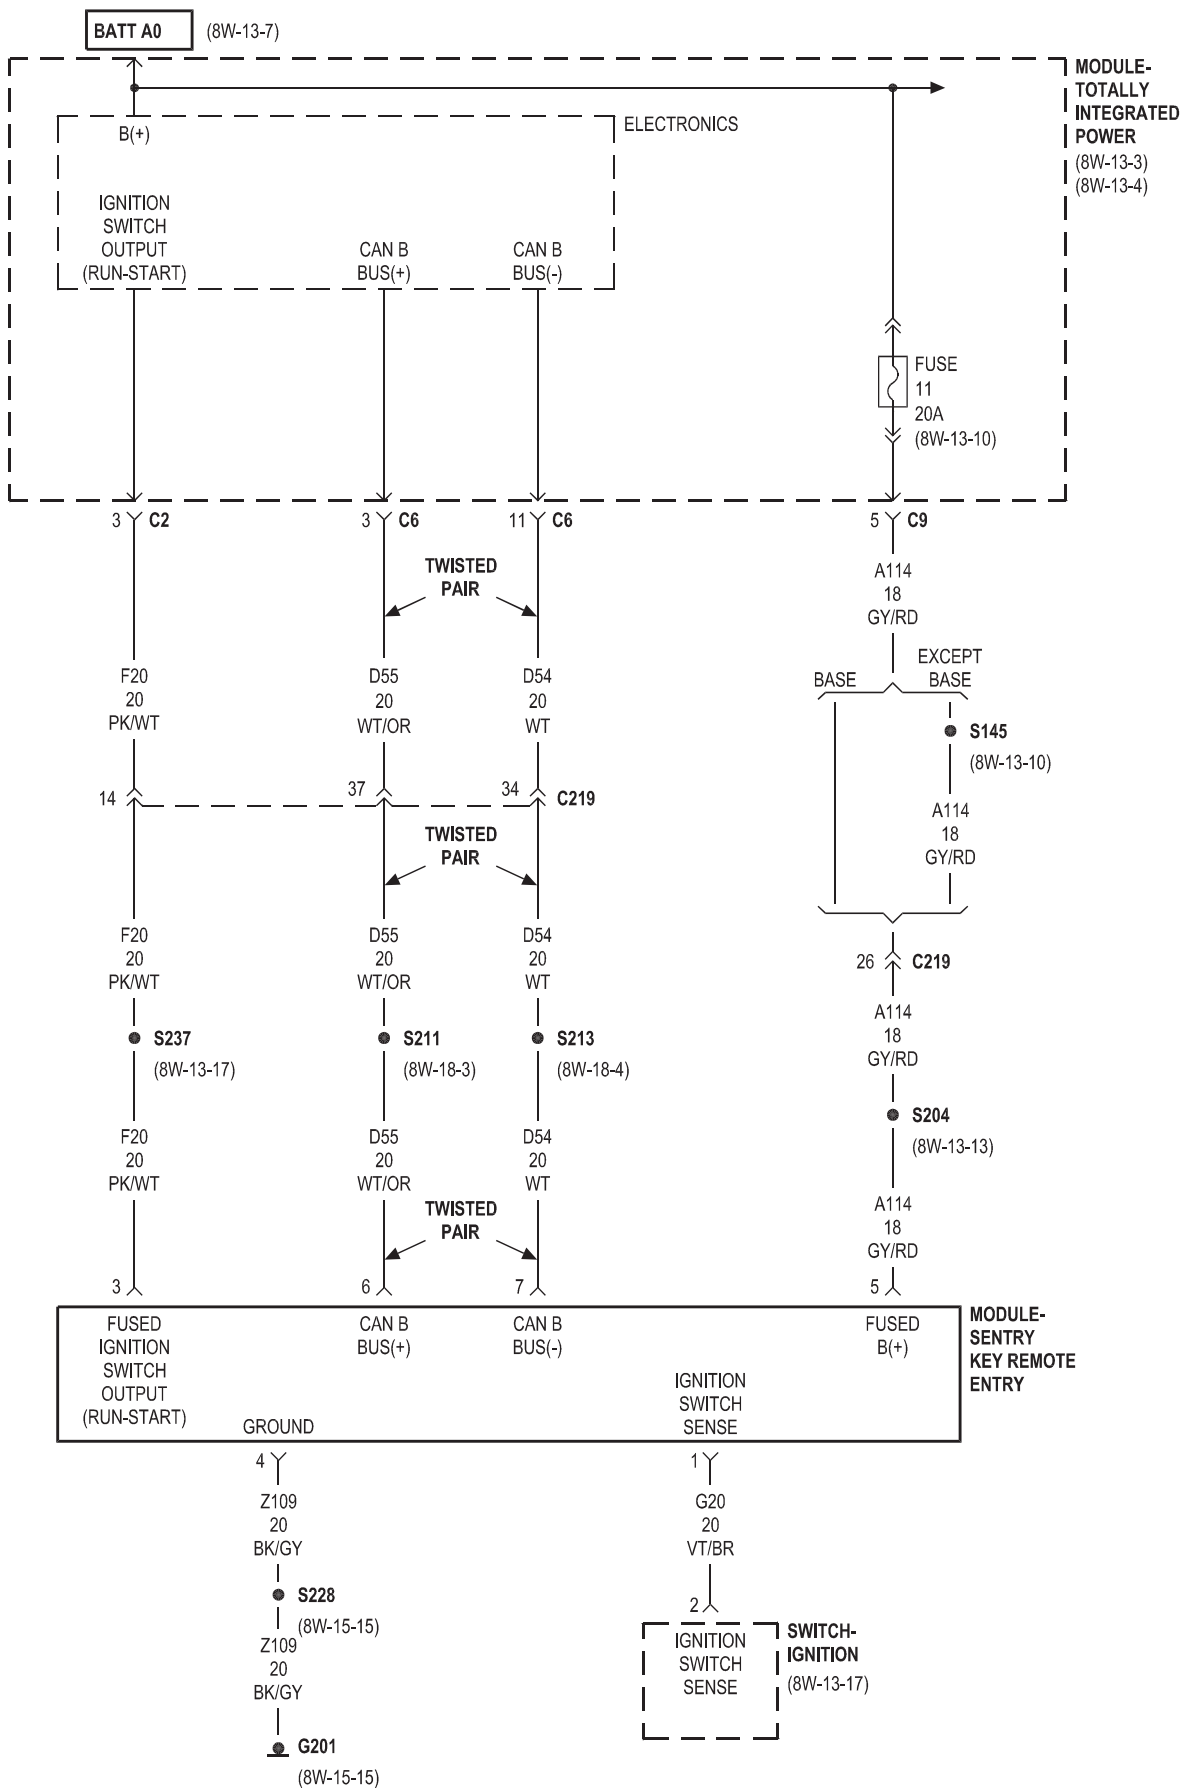 BATT A0 (8W-13-7)
MODULE-
TOTALLY
INTEGRATED
POWER
(8W-13-3)
(8W-13-4)
B(+)
ELECTRONICS
IGNITION
SWITCH
OUTPUT
(RUN-START)
CAN B
BUS(+)
CAN B
BUS(-)
FUSE
11
20A
(8W-13-10)
3 C2
3 C6
11 C6
5 C9
TWISTED
PAIR
A114
18
GY/RD
F20
20
PK/WT
D55
20
WT/OR
D54
20
WT
BASE
EXCEPT
BASE
S145
(8W-13-10)
14
37
34
C219
A114
18
GY/RD
TWISTED
PAIR
F20
20
PK/WT
D55
20
WT/OR
D54
20
WT
26 C219
A114
18
GY/RD
S237
(8W-13-17)
S211
(8W-18-3)
S213
(8W-18-4)
S204
(8W-13-13)
F20
20
PK/WT
D55
20
WT/OR
D54
20
WT
A114
18
GY/RD
TWISTED
PAIR
3
6
7
5
FUSED
IGNITION
SWITCH
OUTPUT
(RUN-START)
CAN B
BUS(+)
CAN B
BUS(-)
FUSED
B(+)
MODULE-
SENTRY
KEY REMOTE
ENTRY
GROUND
IGNITION
SWITCH
SENSE
4
1
Z109
20
BK/GY
G20
20
VT/BR
S228
(8W-15-15)
2
Z109
20
BK/GY
IGNITION
SWITCH
SENSE
SWITCH-
IGNITION
(8W-13-17)
G201
(8W-15-15)